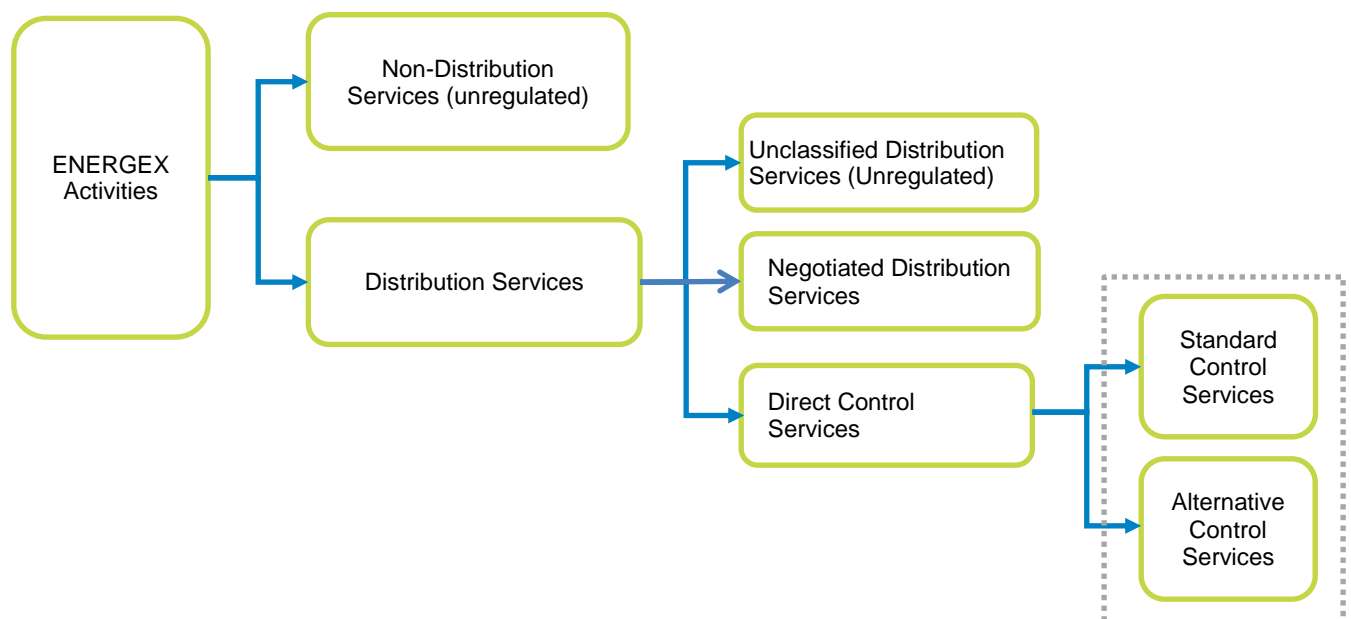 ENERGEX
Activities
Non-Distribution
Services (unregulated)
Distribution Services
Unclassified Distribution
Services (Unregulated)
Negotiated Distribution
Services
Direct Control
Services
Standard
Control
Services
Alternative
Control
Services